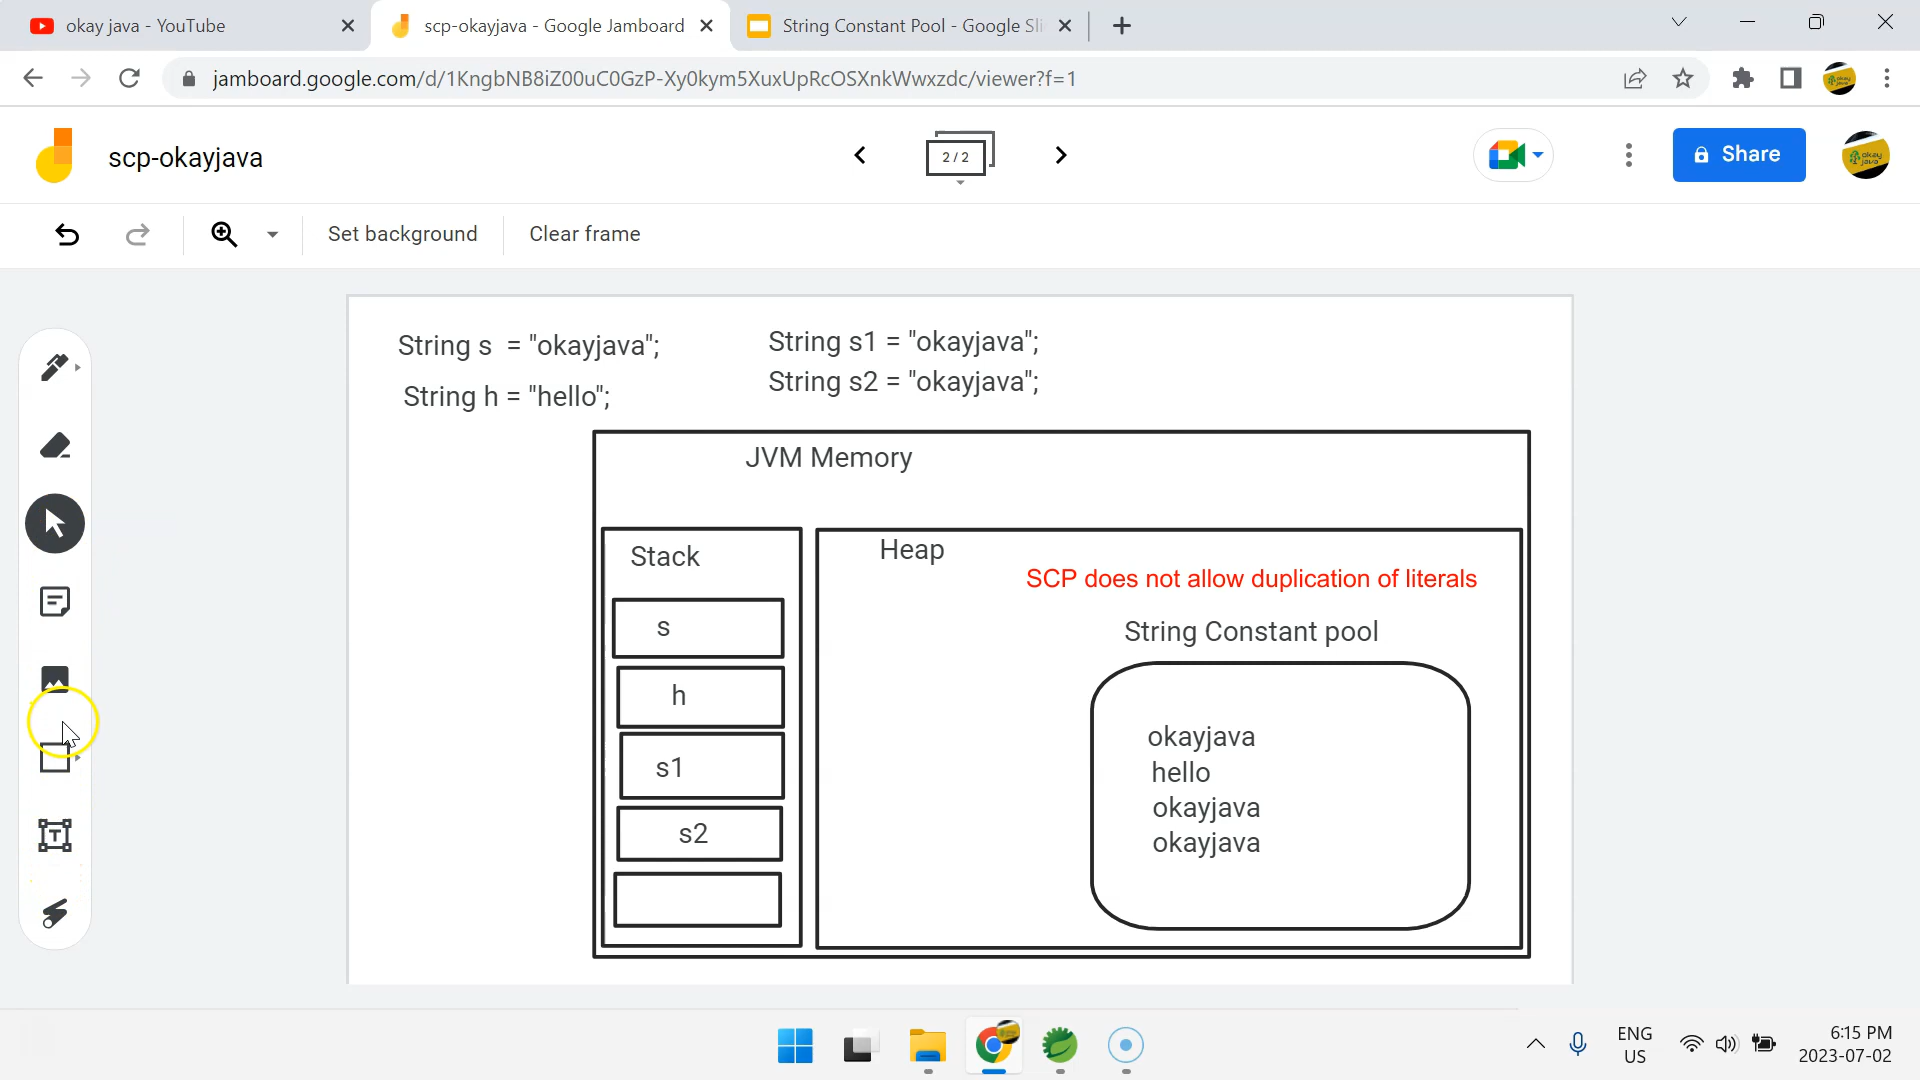 okay java - YouTube
scp-okayjava - Google Jamboard
String Constant Pool - Google Sli
jamboard.google.com/d/1KngbNB8iZ00uC0GzP-Xy0kym5XuxUpRcOSXnkWwxzdc/viewer?f=1
scp-okayjava
2 / 2
Share
okay java
Set background
Clear frame
String s = "okayjava";
String h = "hello";
String s1 = "okayjava";
String s2 = "okayjava";
JVM Memory
Stack
Heap
SCP does not allow duplication of literals
String Constant pool
s
h
s1
s2
okayjava
hello
okayjava
okayjava
ENG
US
6:15 PM
2023-07-02